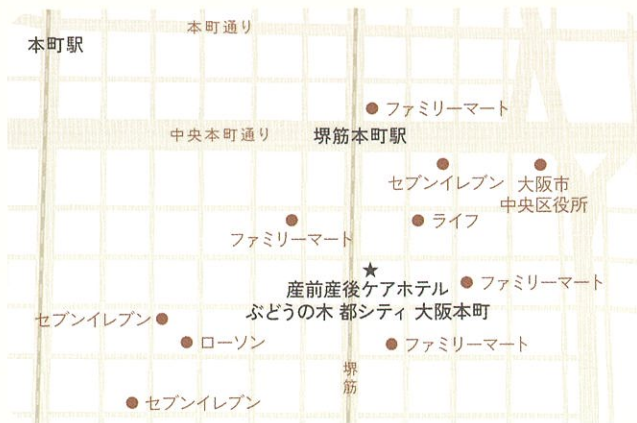 本町通り
本町駅
ファミリーマート
中央本町通り
堺筋本町駅
セブンイレブン
大阪市
中央区役所
ファミリーマート
ライフ
産前産後ケアホテル
ぶどうの木 都シティ 大阪本町
ファミリーマート
セブンイレブン
ローソン
ファミリーマート
堺筋
セブンイレブン